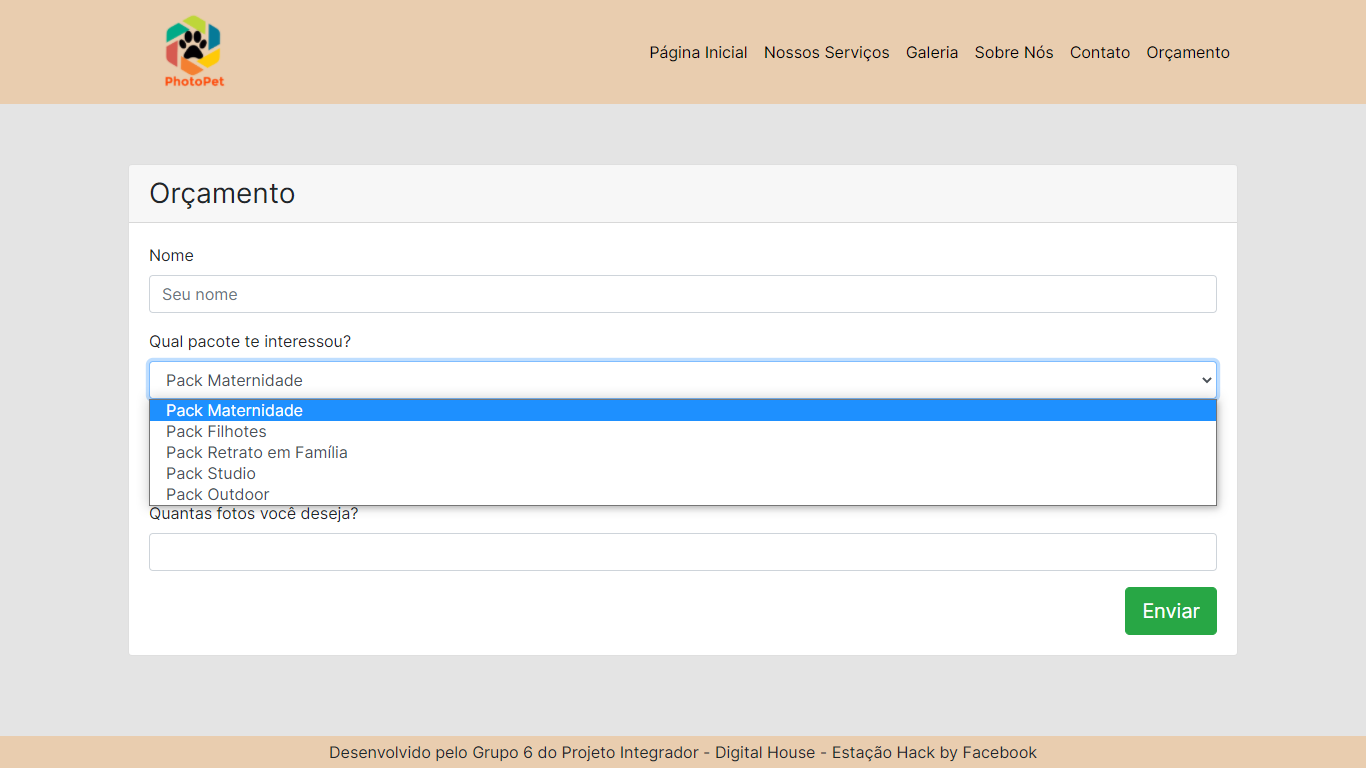 PhotoPet
Página Inicial Nossos Serviços Galeria Sobre Nós Contato Orçamento
Orçamento
Nome
Seu nome
Qual pacote te interessou?
Pack Maternidade
Pack Maternidade
Pack Filhotes
Pack Retrato em Família
Pack Studio
Pack Outdoor
Quantas fotos você deseja?
Enviar
Desenvolvido pelo Grupo 6 do Projeto Integrador - Digital House - Estação Hack by Facebook